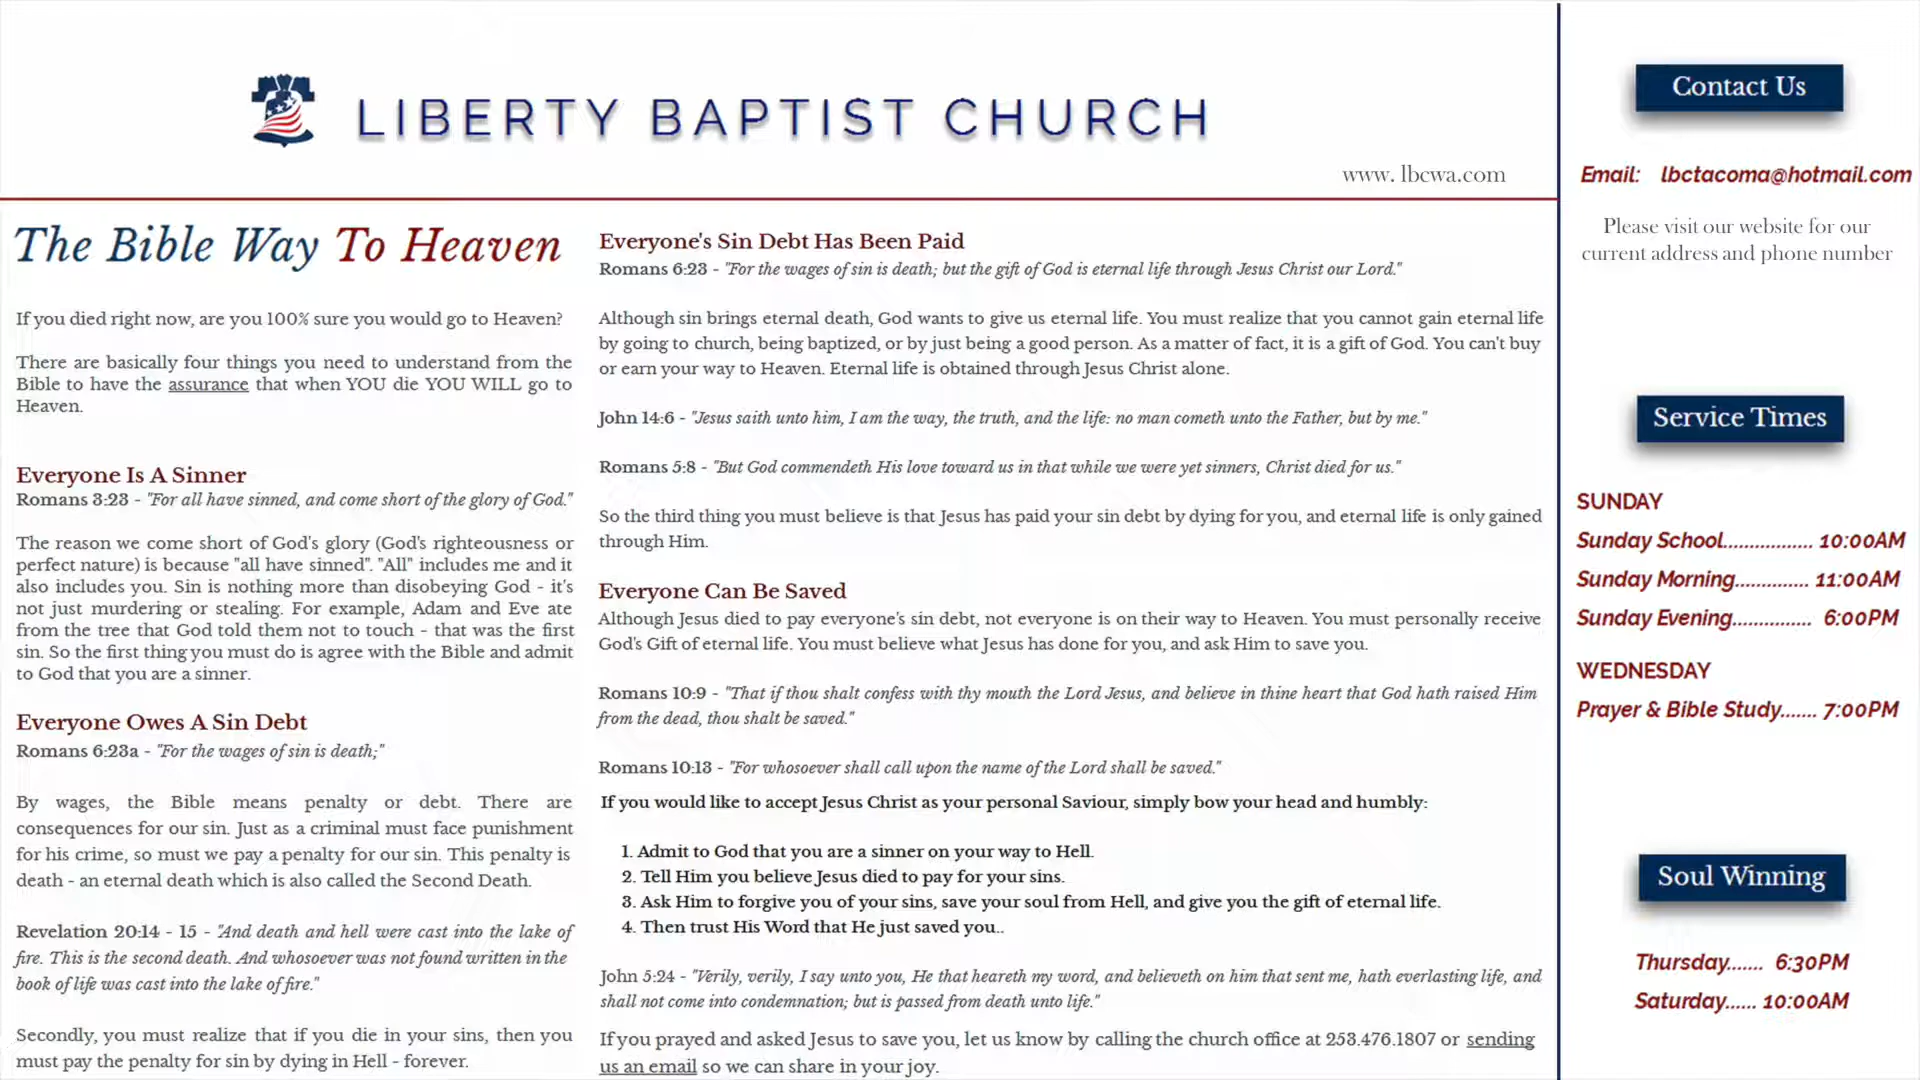 LIBERTY BAPTIST CHURCH
www. lbcwa.com
The Bible Way To Heaven
If you died right now, are you 100% sure you would go to Heaven?
There are basically four things you need to understand from the
Bible to have the assurance that when YOU die YOU WILL go to
Heaven.
Everyone Is A Sinner
Romans 3:23 - "For all have sinned, and come short of the glory of God."
The reason we come short of God's glory (God's righteousness or
perfect nature) is because "all have sinned". "All" includes me and it
also includes you. Sin is nothing more than disobeying God - it's
not just murdering or stealing. For example, Adam and Eve ate
from the tree that God told them not to touch - that was the first
sin. So the first thing you must do is agree with the Bible and admit
to God that you are a sinner.
Everyone Owes A Sin Debt
Romans 6:23a - "For the wages of sin is death;"
By wages, the Bible means penalty or debt. There are
consequences for our sin. Just as a criminal must face punishment
for his crime, so must we pay a penalty for our sin. This penalty is
death - an eternal death which is also called the Second Death.
Revelation 20:14 - 15 - "And death and hell were cast into the lake of
fire. This is the second death. And whosoever was not found written in the
book of life was cast into the lake of fire."
Secondly, you must realize that if you die in your sins, then you
must pay the penalty for sin by dying in Hell - forever.
Everyone's Sin Debt Has Been Paid
Romans 6:23 - "For the wages of sin is death; but the gift of God is eternal life through Jesus Christ our Lord."
Although sin brings eternal death, God wants to give us eternal life. You must realize that you cannot gain eternal life
by going to church, being baptized, or by just being a good person. As a matter of fact, it is a gift of God. You can't buy
or earn your way to Heaven. Eternal life is obtained through Jesus Christ alone.
John 14:6 - "Jesus saith unto him, I am the way, the truth, and the life: no man cometh unto the Father, but by me."
Romans 5:8 - "But God commendeth His love toward us in that while we were yet sinners, Christ died for us."
So the third thing you must believe is that Jesus has paid your sin debt by dying for you, and eternal life is only gained
through Him.
Everyone Can Be Saved
Although Jesus died to pay everyone's sin debt, not everyone is on their way to Heaven. You must personally receive
God's Gift of eternal life. You must believe what Jesus has done for you, and ask Him to save you.
Romans 10:9 - "That if thou shalt confess with thy mouth the Lord Jesus, and believe in thine heart that God hath raised Him
from the dead, thou shalt be saved."
Romans 10:13 - "For whosoever shall call upon the name of the Lord shall be saved."
If you would like to accept Jesus Christ as your personal Saviour, simply bow your head and humbly:
1. Admit to God that you are a sinner on your way to Hell.
2. Tell Him you believe Jesus died to pay for your sins.
3. Ask Him to forgive you of your sins, save your soul from Hell, and give you the gift of eternal life.
4. Then trust His Word that He just saved you..
John 5:24 - "Verily, verily, I say unto you, He that heareth my word, and believeth on him that sent me, hath everlasting life, and
shall not come into condemnation; but is passed from death unto life."
If you prayed and asked Jesus to save you, let us know by calling the church office at 253.476.1807 or sending
us an email so we can share in your joy.
Contact Us
Email: lbctacoma@hotmail.com
Please visit our website for our
current address and phone number
Service Times
SUNDAY
Sunday School................. 10:00AM
Sunday Morning.............. 11:00AM
Sunday Evening............... 6:00PM
WEDNESDAY
Prayer & Bible Study....... 7:00PM
Soul Winning
Thursday....... 6:30PM
Saturday...... 10:00AM